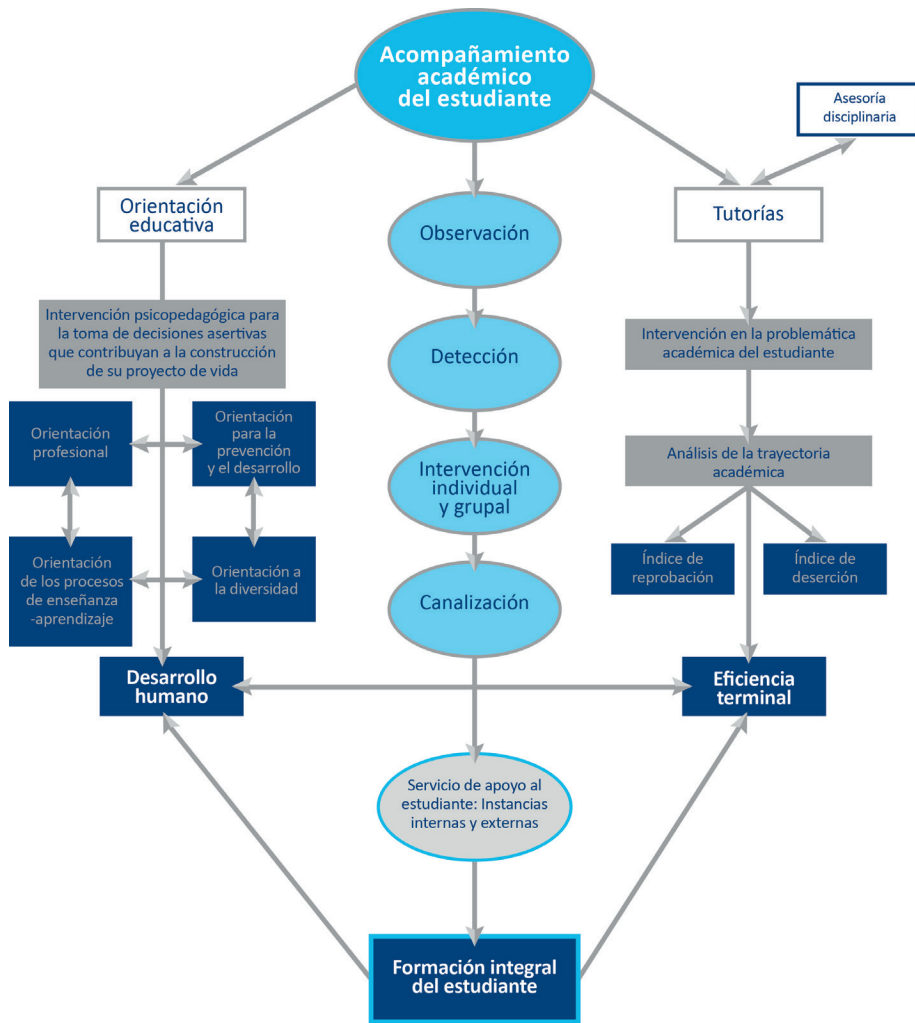 Acompañamiento
académico
del estudiante
Asesoría
disciplinaria
Orientación
educativa
Observación
Tutorías
Intervención psicopedagógica para
la toma de decisiones asertivas
que contribuyan a la construcción
de su proyecto de vida
Detección
Intervención en la problemática
académica del estudiante
Orientación
profesional
Orientación
para la
prevención
y el desarrollo
Intervención
individual
y grupal
Análisis de la trayectoria
académica
Orientación
de los procesos
de enseñanza
-aprendizaje
Orientación a
la diversidad
Canalización
Índice de
reprobación
Índice de
deserción
Desarrollo
humano
Eficiencia
terminal
Servicio de apoyo al
estudiante: Instancias
internas y externas
Formación integral
del estudiante